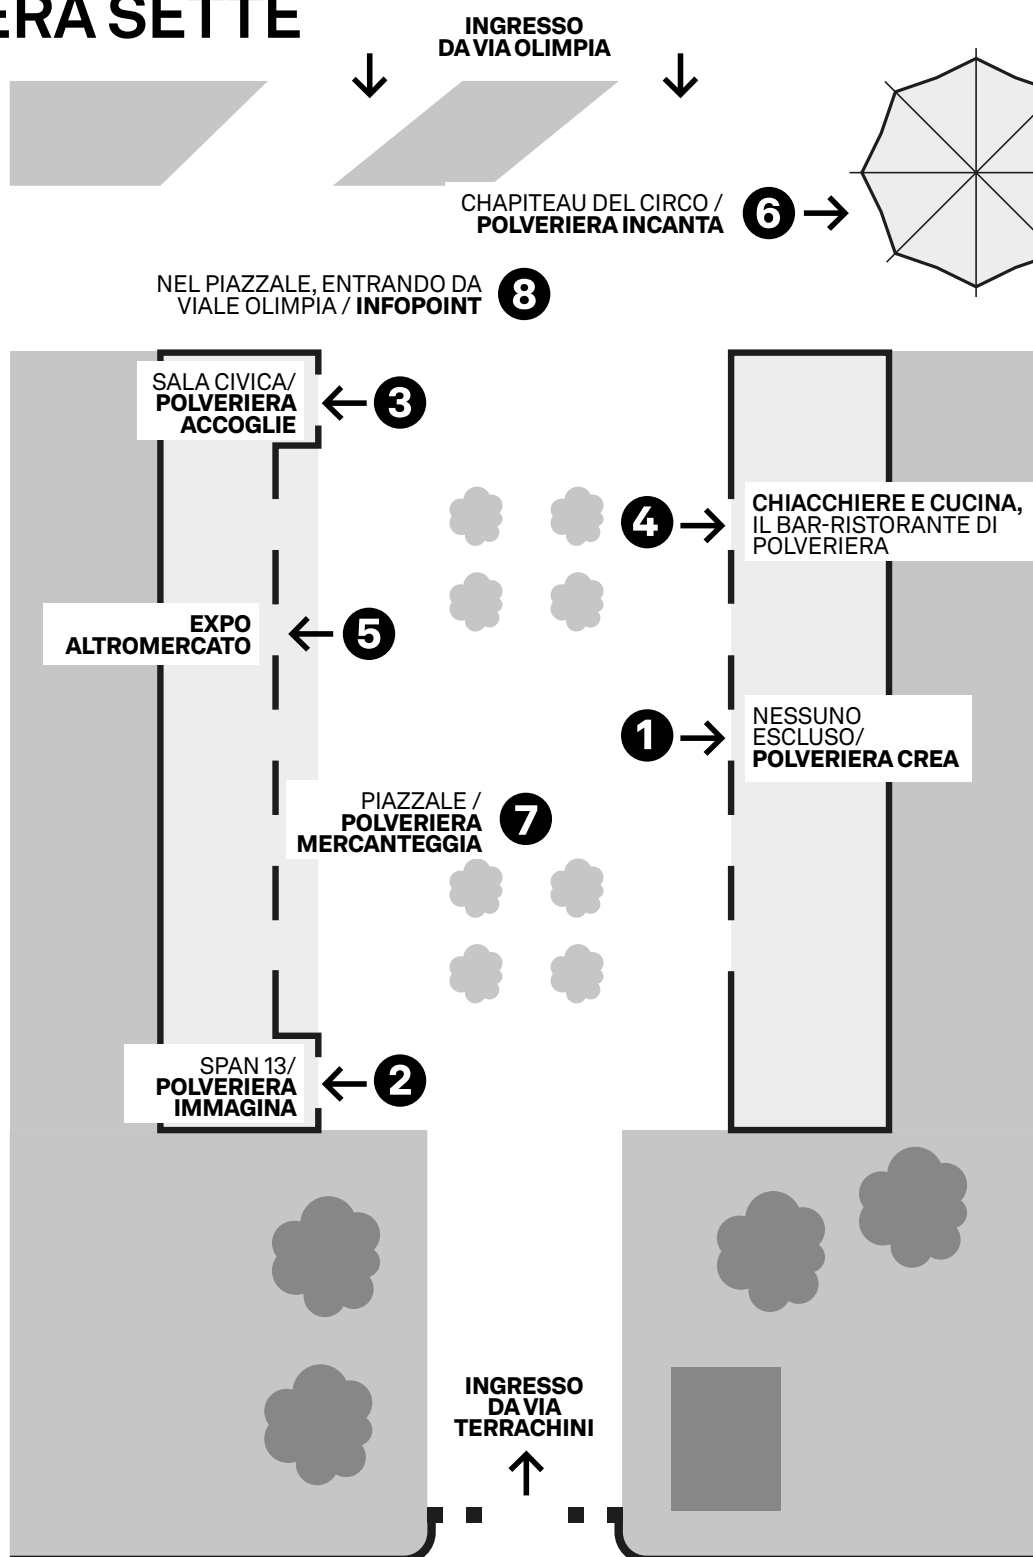 ERA SETTE
INGRESSO
DA VIA OLIMPIA
CHAPITEAU DEL CIRCO /
POLVERIERA INCANTA
6
NEL PIAZZALE, ENTRANDO DA
VIALE OLIMPIA / INFOPOINT
8
SALA CIVICA/
POLVERIERA
ACCOGLIE
3
4
CHIACCHIERE E CUCINA,
IL BAR-RISTORANTE DI
POLVERIERA
EXPO
ALTROMERCATO
5
1
NESSUNO
ESCLUSO/
POLVERIERA CREA
PIAZZALE /
POLVERIERA
MERCANTEGGIA
7
SPAN 13/
POLVERIERA
IMMAGINA
2
INGRESSO
DA VIA
TERRACHINI